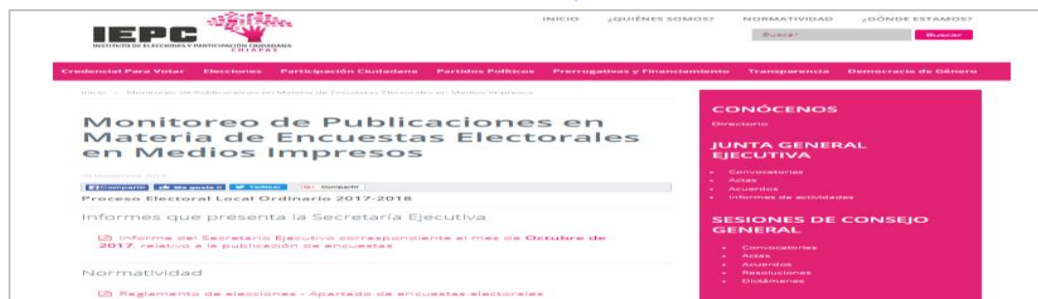 INICIO ¿QUIÉNES SOMOS? NORMATIVIDAD ¿DÓNDE ESTAMOS?
IEPC
INSTITUTO DE ELECCIONES Y PARTICIPACIÓN CIUDADANA
CHIAPAS
Buscar Buscar
Credencial Para Votar Elecciones Participación Ciudadana Partidos Políticos Prerrogativas y Financiamiento Transparencia Democracia de Género
Inicio > Monitoreo de Publicaciones en Materia de Encuestas Electorales en Medios Impresos
Monitoreo de Publicaciones en
Materia de Encuestas Electorales
en Medios Impresos
Noviembre 2017
Compartir Me gusta 0 Twittear G+ Compartir
Proceso Electoral Local Ordinario 2017-2018
Informes que presenta la Secretaría Ejecutiva
Informe del Secretario Ejecutivo correspondiente al mes de Octubre de
2017, relativo a la publicación de encuestas
Normatividad
Reglamento de elecciones - Apartado de encuestas electorales
CONÓCENOS
Directorio
JUNTA GENERAL
EJECUTIVA
Convocatorias
Actas
Acuerdos
Informes de actividades
SESIONES DE CONSEJO
GENERAL
Convocatorias
Actas
Acuerdos
Resoluciones
Dictámenes